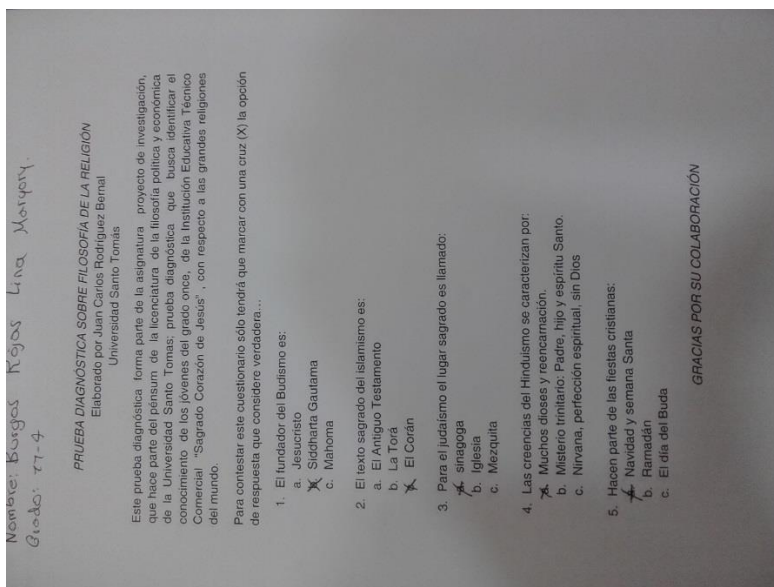 Nombre: Burgos Rojas Lina Maryory.
Grado: 11-4
PRUEBA DIAGNÓSTICA SOBRE FILOSOFÍA DE LA RELIGIÓN
Elaborado por Juan Carlos Rodríguez Bernal
Universidad Santo Tomás
Este prueba diagnóstica forma parte de la asignatura proyecto de investigación,
que hace parte del pénsum de la licenciatura de la filosofía política y económica
de la Universidad Santo Tomas; prueba diagnóstica que busca identificar el
conocimiento de los jóvenes del grado once, de la Institución Educativa Técnico
Comercial "Sagrado Corazón de Jesús" , con respecto a las grandes religiones
del mundo.
Para contestar este cuestionario sólo tendrá que marcar con una cruz (X) la opción
de respuesta que considere verdadera...
1. El fundador del Budismo es:
a. Jesucristo
X Siddharta Gautama
c. Mahoma
2. El texto sagrado del islamismo es:
a. El Antiguo Testamento
b. La Torá
X El Corán
3. Para el judaísmo el lugar sagrado es llamado:
a. sinagoga
b. Iglesia
c. Mezquita
4. Las creencias del Hinduismo se caracterizan por:
a. Muchos dioses y reencarnación.
b. Misterio trinitario: Padre, hijo y espíritu Santo.
c. Nirvana, perfección espiritual, sin Dios
5. Hacen parte de las fiestas cristianas:
a. Navidad y semana Santa
b. Ramadán
c. El día del Buda
GRACIAS POR SU COLABORACIÓN